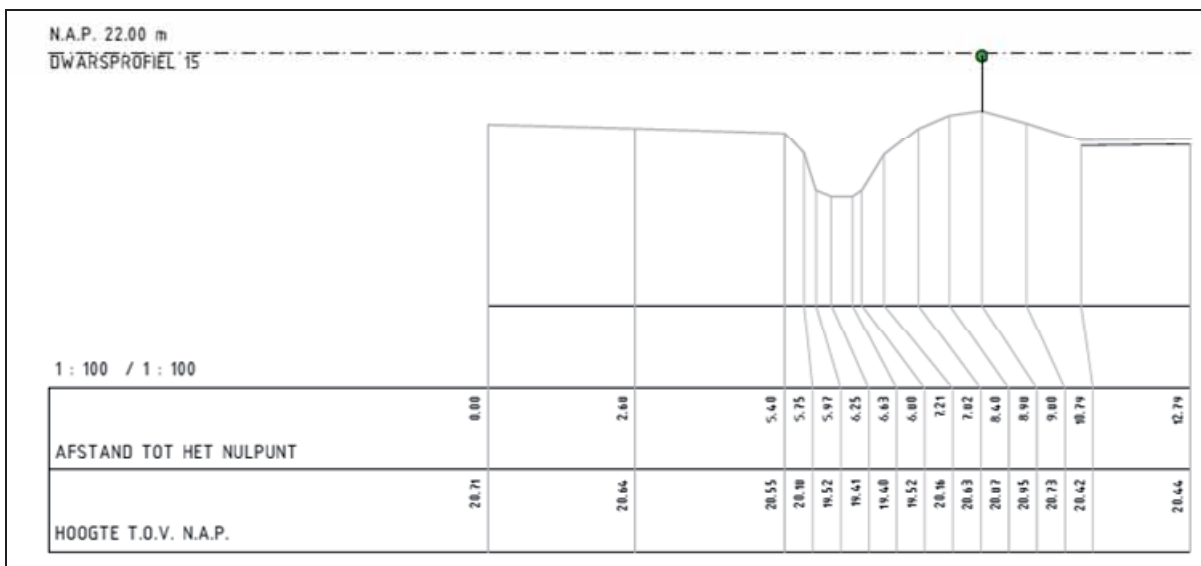 N.A.P. 22.00 m
DWARSPROFIEL 15
1 : 100 / 1 : 100
AFSTAND TOT HET NULPUNT
0.00 2.60 5.40 5.75 5.97 6.25 6.63 6.80 7.21 7.02 8.40 8.90 9.00 10.79 12.79
HOOGTE T.O.V. N.A.P.
20.71 20.64 20.55 20.10 19.52 19.41 19.40 19.52 20.16 20.63 20.87 20.95 20.73 20.42 20.44